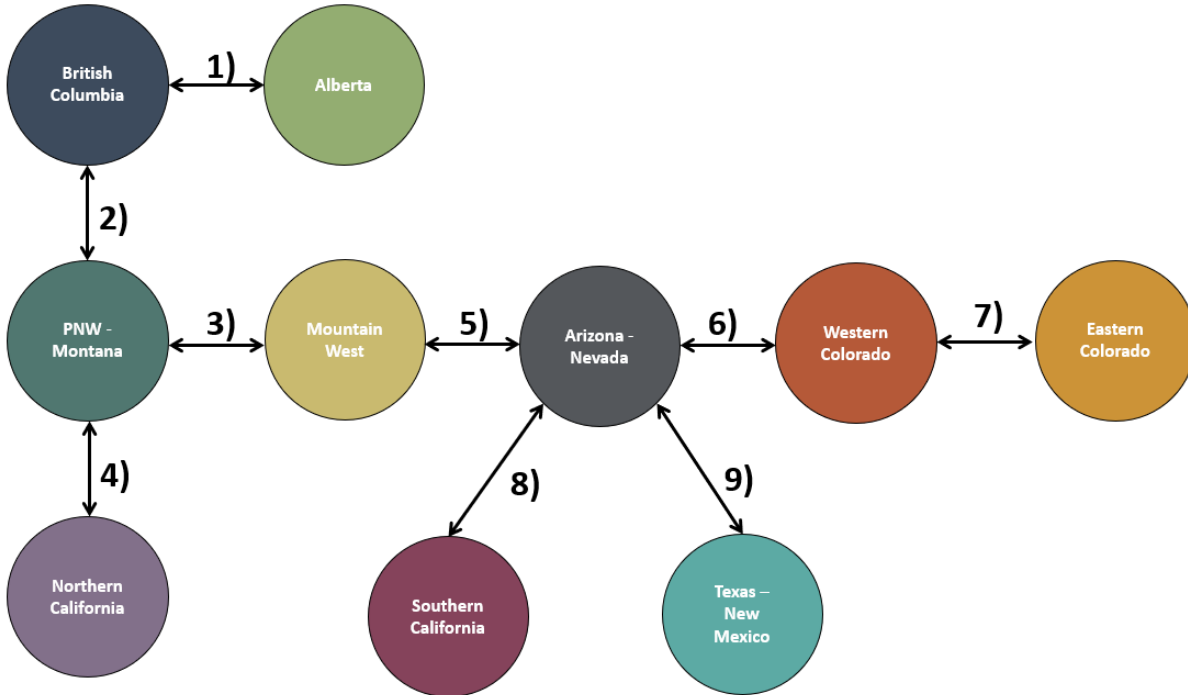 British
Columbia
1)
Alberta
2)
PNW -
Montana
3)
Mountain
West
5)
Arizona -
Nevada
6)
Western
Colorado
7)
Eastern
Colorado
4)
8)
9)
Northern
California
Southern
California
Texas –
New
Mexico